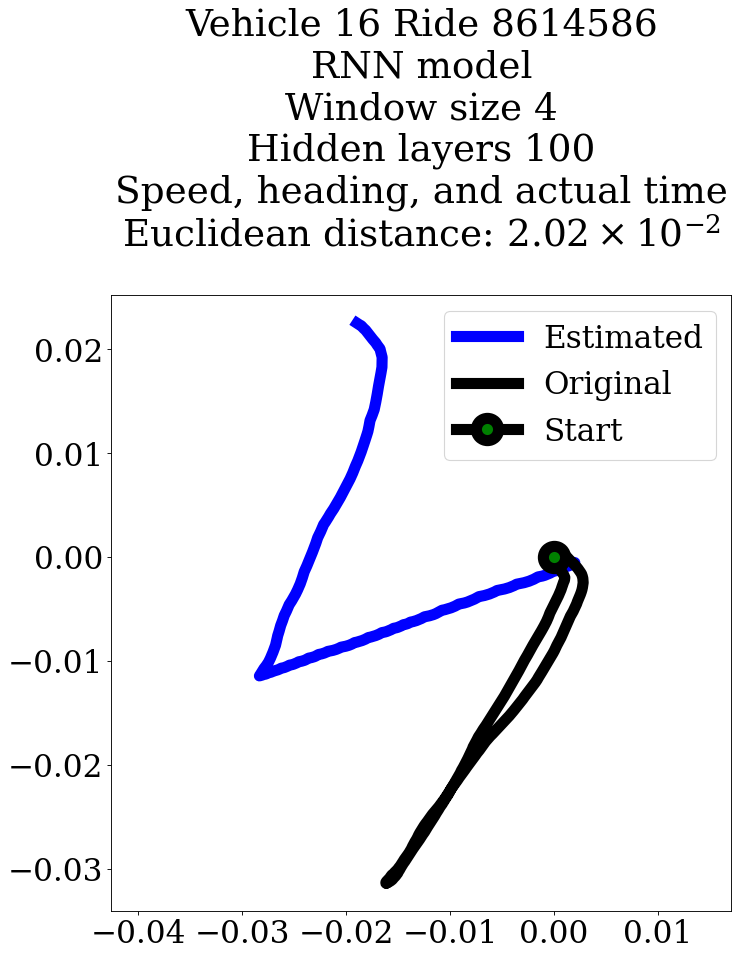 Vehicle 16 Ride 8614586
RNN model
Window size 4
Hidden layers 100
Speed, heading, and actual time
Euclidean distance: 2.02 × 10⁻²
Estimated
Original
Start
0.02
0.01
0.00
−0.01
−0.02
−0.03
−0.04 −0.03 −0.02 −0.01 0.00 0.01